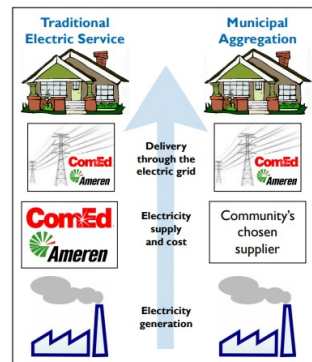 Traditional
Electric Service
Municipal
Aggregation
ComEd
Ameren
Delivery
through the
electric grid
ComEd
Ameren
ComEd
Ameren
Electricity
supply
and cost
Community's
chosen
supplier
Electricity
generation